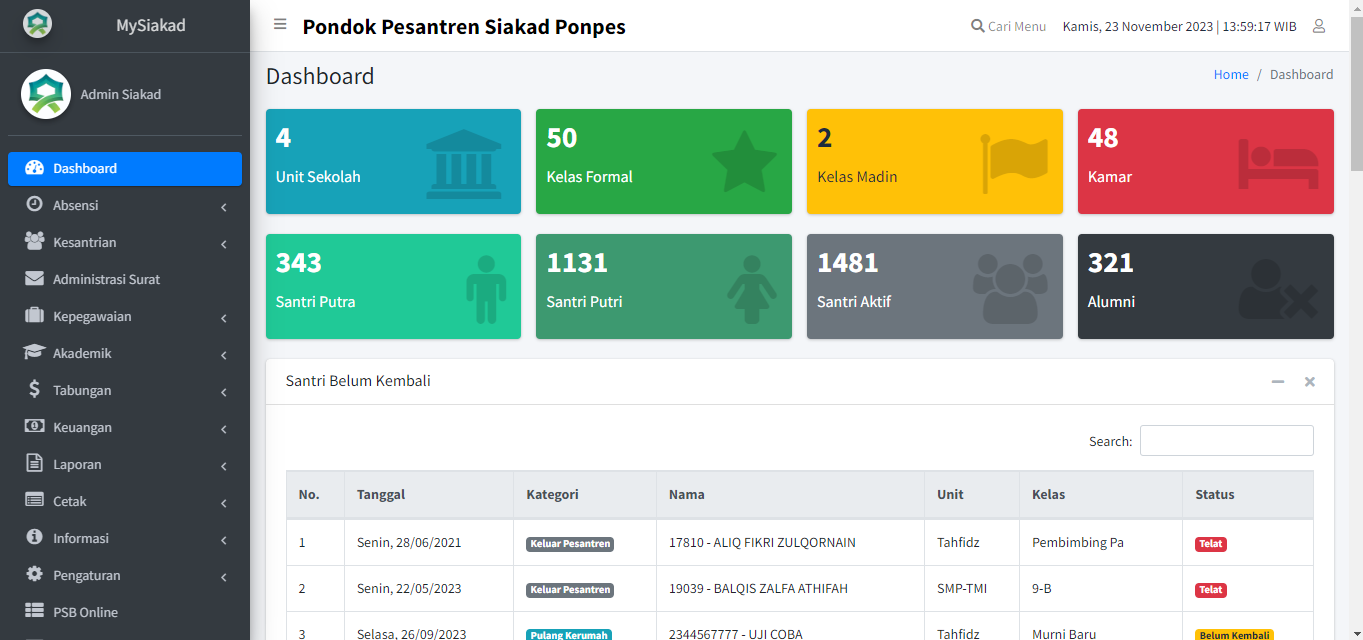 MySiakad
Pondok Pesantren Siakad Ponpes
Cari Menu
Kamis, 23 November 2023 | 13:59:17 WIB
Admin Siakad
Dashboard
Absensi
Kesantrian
Administrasi Surat
Kepegawaian
Akademik
Tabungan
Keuangan
Laporan
Cetak
Informasi
Pengaturan
PSB Online
Dashboard
Home / Dashboard
4
Unit Sekolah
50
Kelas Formal
2
Kelas Madin
48
Kamar
343
Santri Putra
1131
Santri Putri
1481
Santri Aktif
321
Alumni
Santri Belum Kembali
Search:
No. Tanggal Kategori Nama Unit Kelas Status
1 Senin, 28/06/2021 Keluar Pesantren 17810 - ALIQ FIKRI ZULQORNAIN Tahfidz Pembimbing Pa Telat
2 Senin, 22/05/2023 Keluar Pesantren 19039 - BALQIS ZALFA ATHIFAH SMP-TMI 9-B Telat
3 Selasa, 26/09/2023 Pulang Kerumah 2344567777 - UJI COBA Tahfidz Murni Baru Belum Kembali